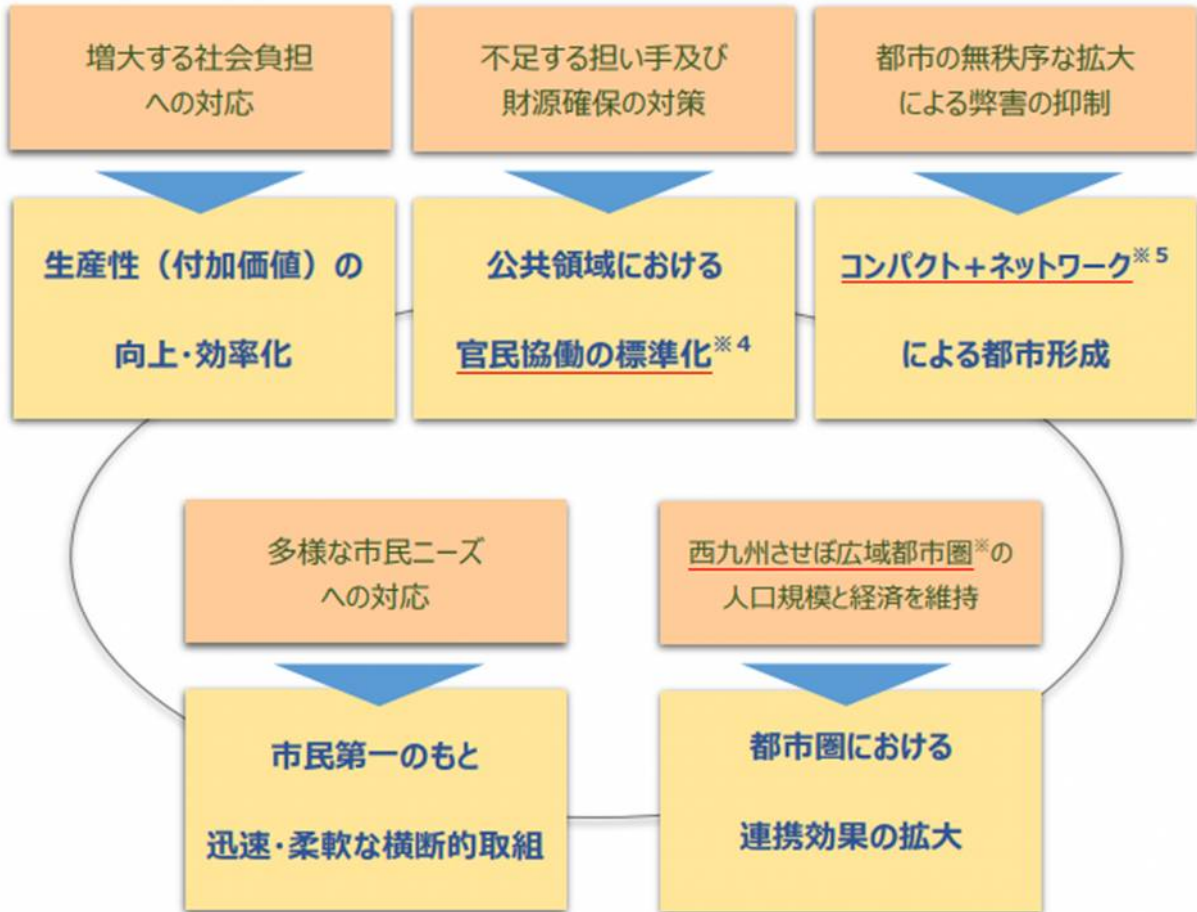 増大する社会負担
への対応
不足する担い手及び
財源確保の対策
都市の無秩序な拡大
による弊害の抑制
生産性（付加価値）の
向上・効率化
公共領域における
官民協働の標準化※4
コンパクト＋ネットワーク※5
による都市形成
多様な市民ニーズ
への対応
西九州させぼ広域都市圏※の
人口規模と経済を維持
市民第一のもと
迅速・柔軟な横断的取組
都市圏における
連携効果の拡大